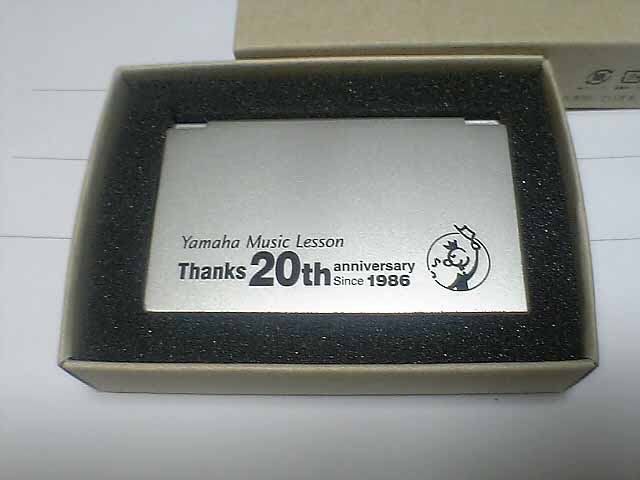 Yamaha Music Lesson
Thanks 20th anniversary
Since 1986